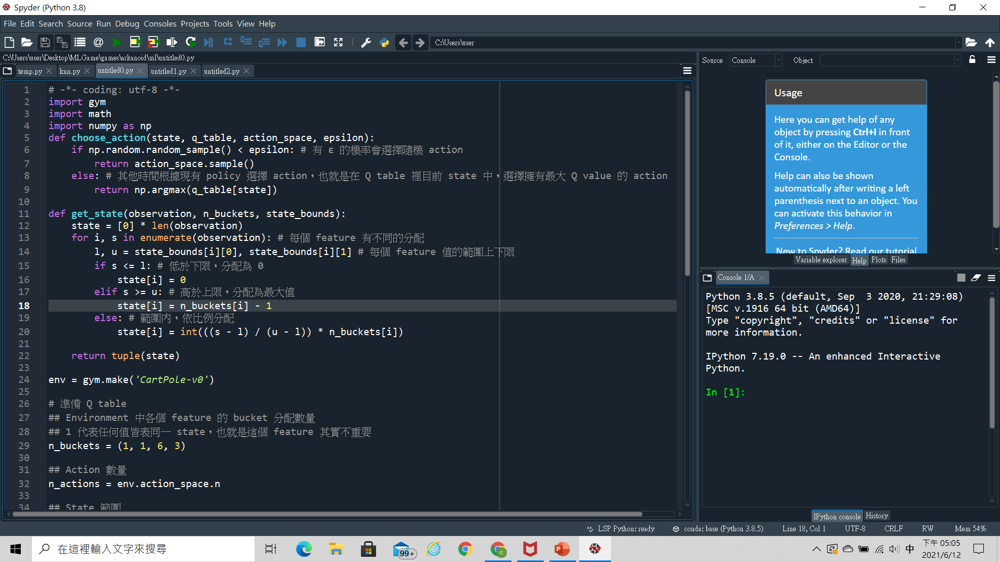 Spyder (Python 3.8)
File Edit Search Source Run Debug Consoles Projects Tools View Help
C:\Users\user
C:\Users\user\Desktop\MLGame\games\arkanoid\ml\untitled0.py
temp.py knn.py untitled0.py untitled1.py untitled2.py
1 # -*- coding: utf-8 -*-
2 import gym
3 import math
4 import numpy as np
5 def choose_action(state, q_table, action_space, epsilon):
6 if np.random.random_sample() < epsilon: # 有 ε 的機率會選擇隨機 action
7 return action_space.sample()
8 else: # 其他時間根據現有 policy 選擇 action，也就是在 Q table 裡目前 state 中，選擇擁有最大 Q value 的 action
9 return np.argmax(q_table[state])
10
11 def get_state(observation, n_buckets, state_bounds):
12 state = [0] * len(observation)
13 for i, s in enumerate(observation): # 每個 feature 有不同的分配
14 l, u = state_bounds[i][0], state_bounds[i][1] # 每個 feature 值的範圍上下限
15 if s <= l: # 低於下限，分配為 0
16 state[i] = 0
17 elif s >= u: # 高於上限，分配為最大值
18 state[i] = n_buckets[i] - 1
19 else: # 範圍內，依比例分配
20 state[i] = int(((s - l) / (u - l)) * n_buckets[i])
21
22 return tuple(state)
23
24 env = gym.make('CartPole-v0')
25
26 # 準備 Q table
27 ## Environment 中各個 feature 的 bucket 分配數量
28 ## 1 代表任何值皆表同一 state，也就是這個 feature 其實不重要
29 n_buckets = (1, 1, 6, 3)
30
31 ## Action 數量
32 n_actions = env.action_space.n
33
34 ## State 範圍
Source Console Object
Usage
Here you can get help of any
object by pressing Ctrl+I in front
of it, either on the Editor or the
Console.
Help can also be shown
automatically after writing a left
parenthesis next to an object. You
can activate this behavior in
Preferences > Help.
New to Spyder? Read our tutorial
Variable explorer Help Plots Files
Console 1/A
Python 3.8.5 (default, Sep 3 2020, 21:29:08)
[MSC v.1916 64 bit (AMD64)]
Type "copyright", "credits" or "license" for
more information.
IPython 7.19.0 -- An enhanced Interactive
Python.
In [1]:
IPython console History
LSP Python: ready conda: base (Python 3.8.5) Line 18, Col 1 UTF-8 CRLF RW Mem 54%
在這裡輸入文字來搜尋
99+
中
下午 05:05
2021/6/12